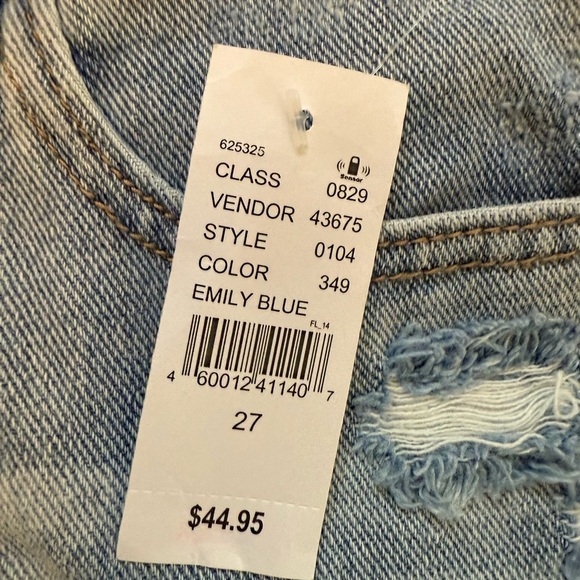 625325
Sensor
CLASS 0829
VENDOR 43675
STYLE 0104
COLOR 349
EMILY BLUE
FL_14
4 60012 41140 7
27
$44.95